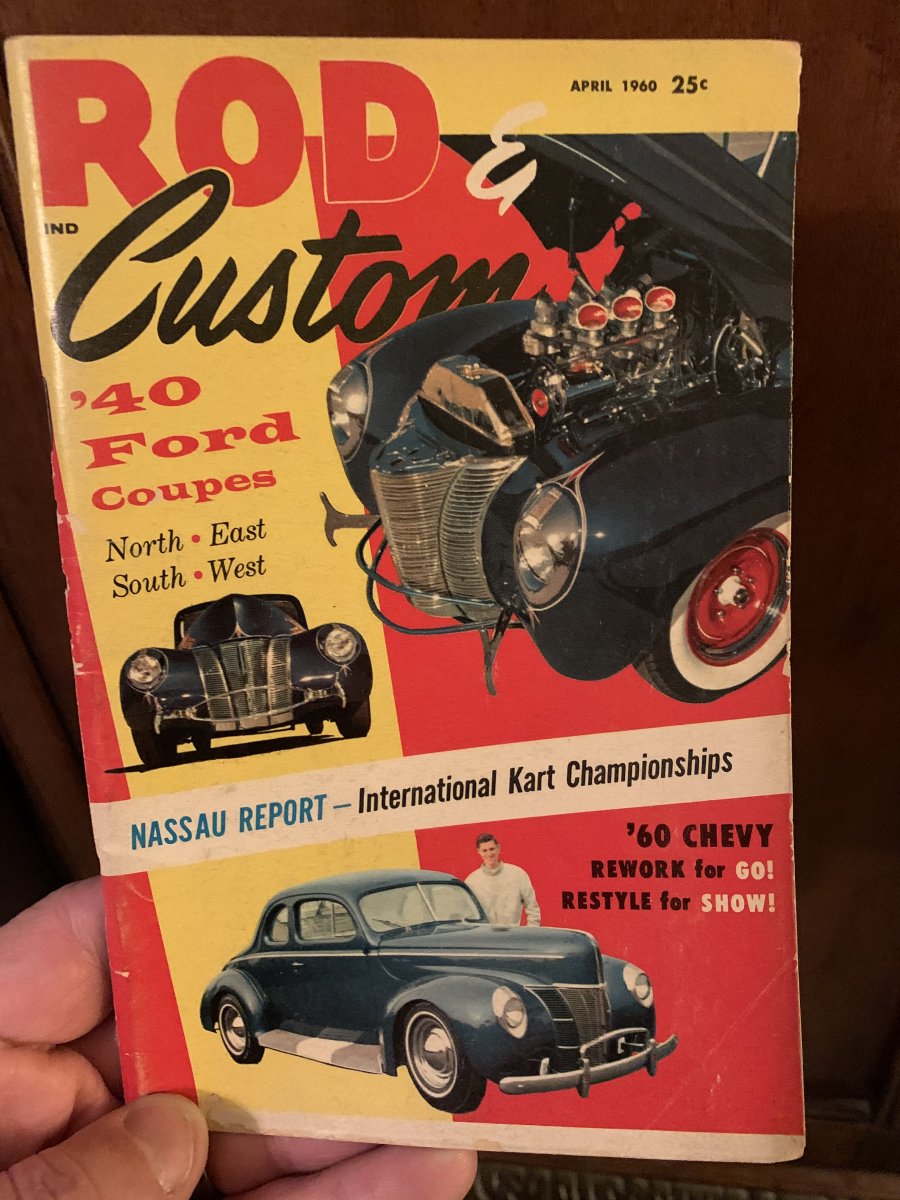 APRIL 1960 25¢
ROD &
Custom
IND
'40
Ford
Coupes
North • East
South • West
NASSAU REPORT – International Kart Championships
'60 CHEVY
REWORK for GO!
RESTYLE for SHOW!